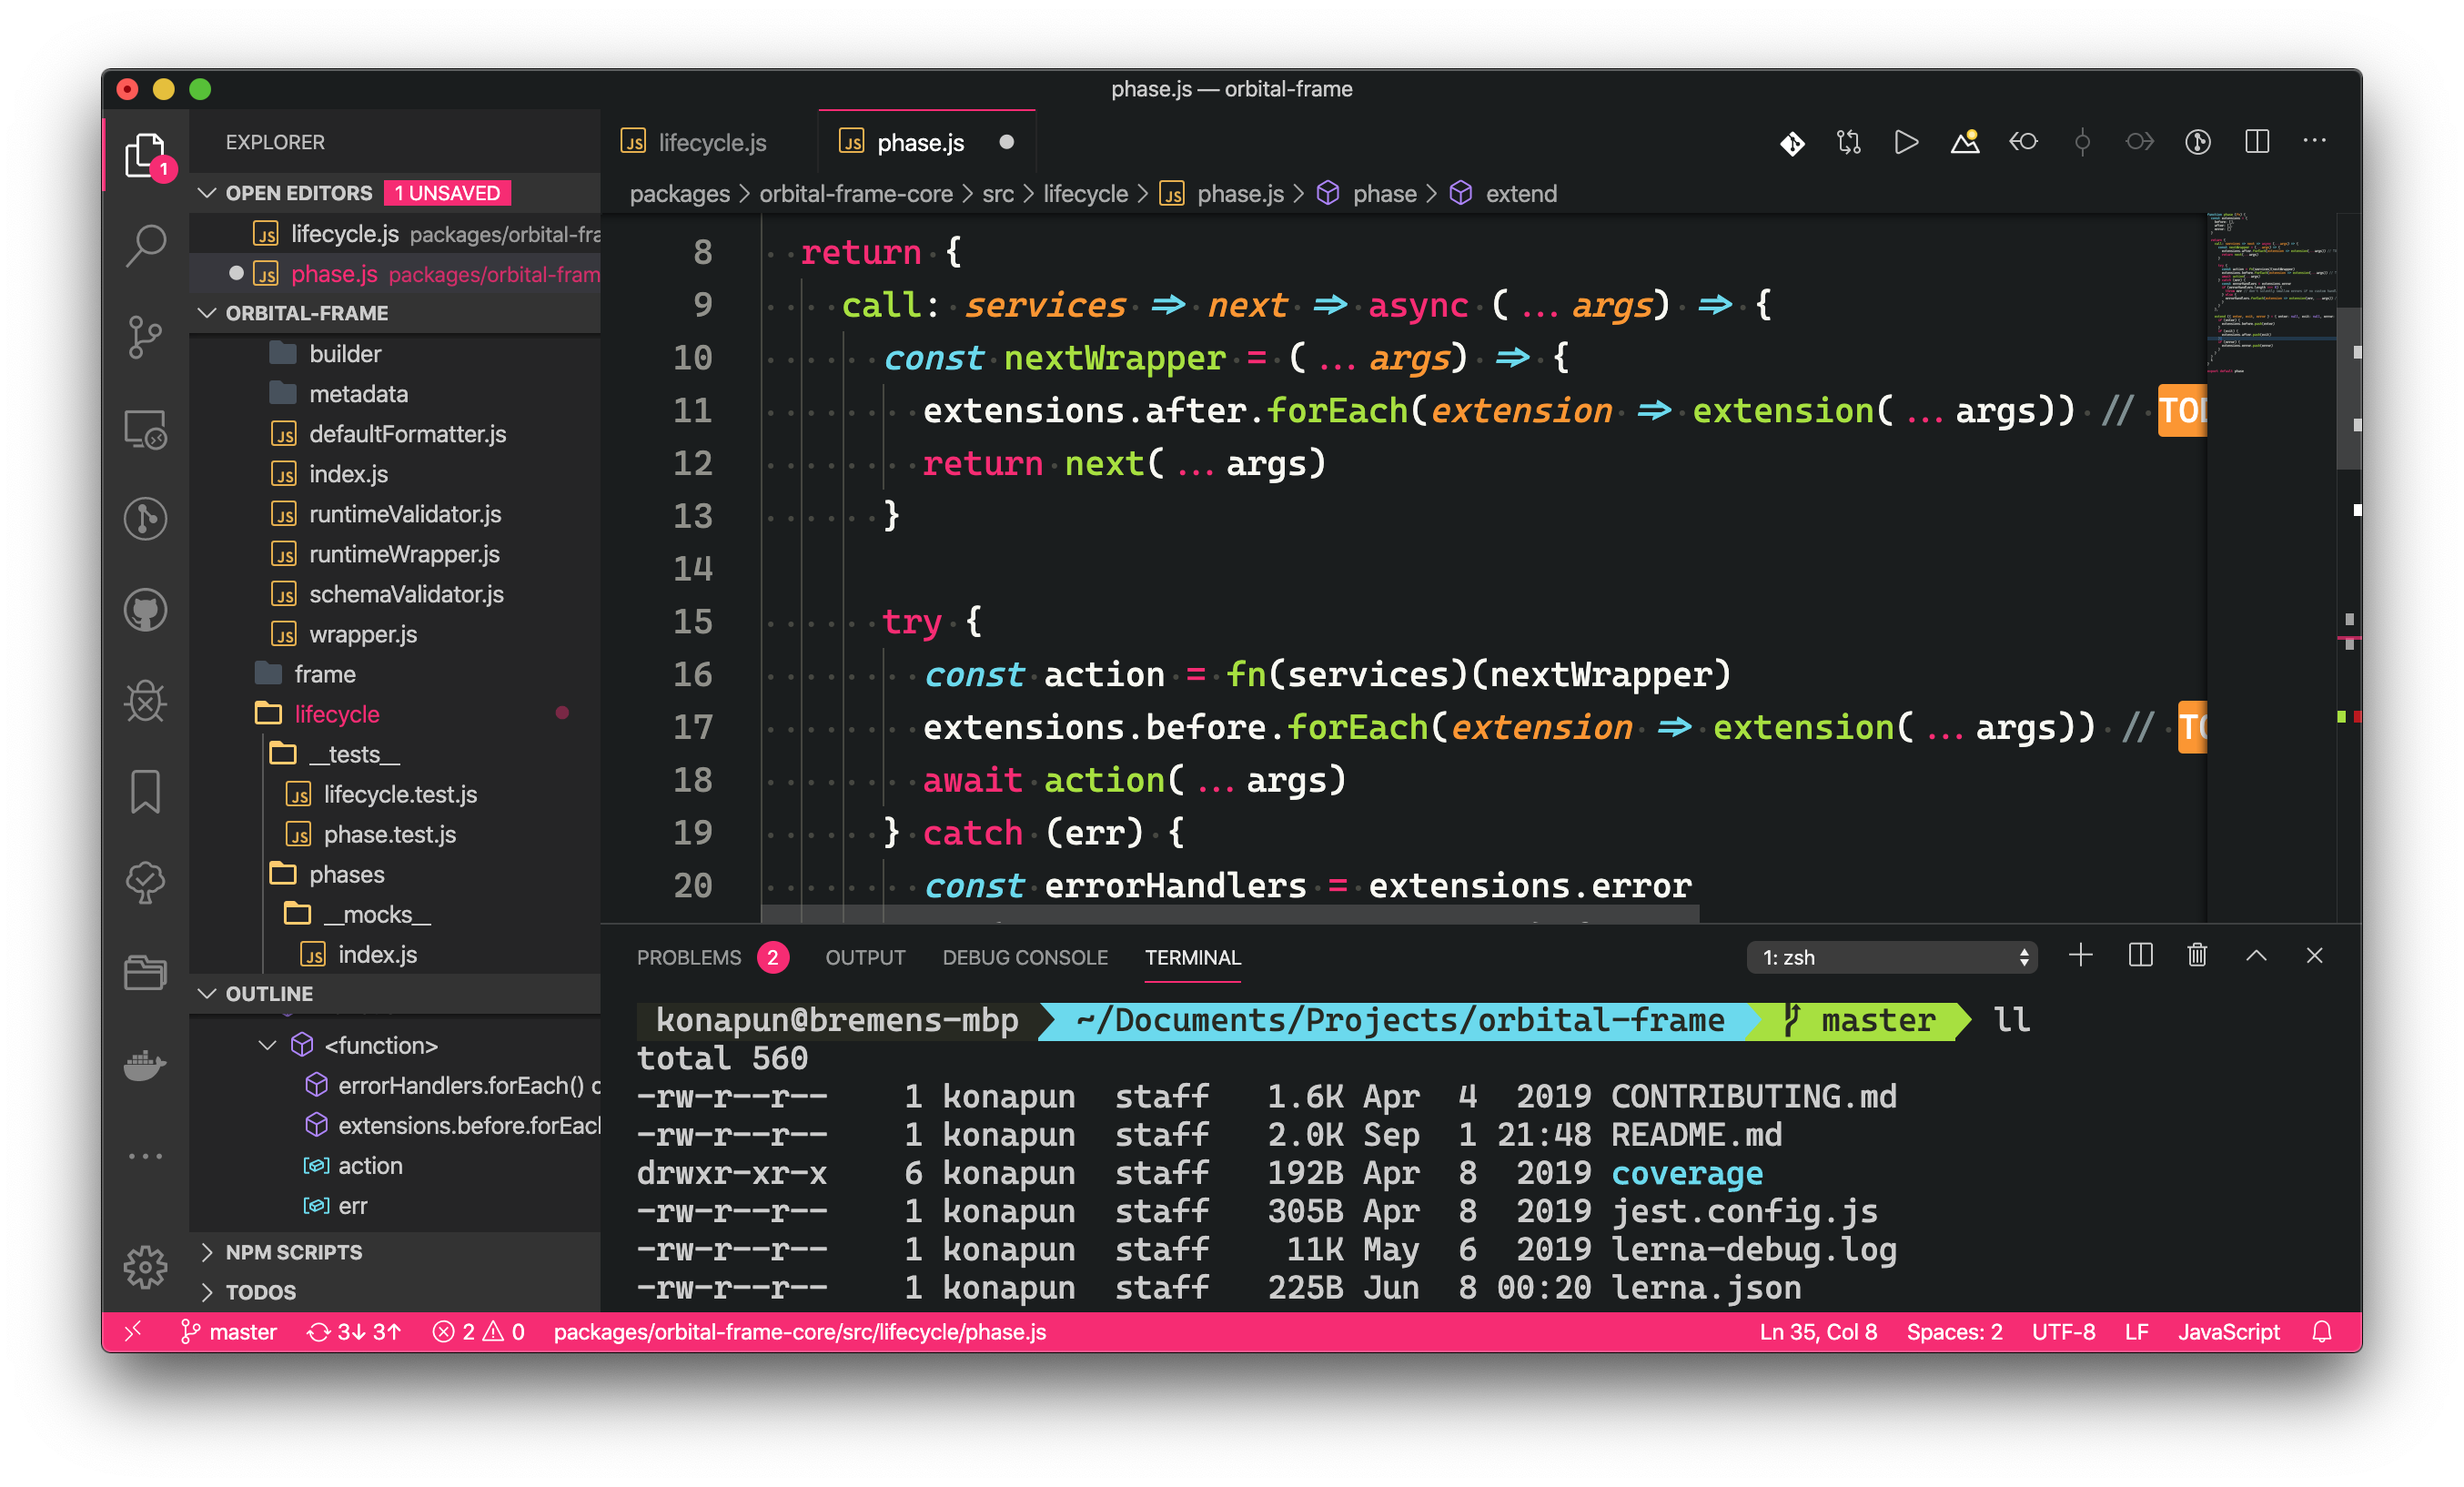 phase.js — orbital-frame
EXPLORER
1
OPEN EDITORS 1 UNSAVED
lifecycle.js packages/orbital-fra
phase.js packages/orbital-fram
ORBITAL-FRAME
builder
metadata
defaultFormatter.js
index.js
runtimeValidator.js
runtimeWrapper.js
schemaValidator.js
wrapper.js
frame
lifecycle
__tests__
lifecycle.test.js
phase.test.js
phases
__mocks__
index.js
OUTLINE
<function>
errorHandlers.forEach() c
extensions.before.forEach
action
err
NPM SCRIPTS
TODOS
JS lifecycle.js
JS phase.js
packages > orbital-frame-core > src > lifecycle > JS phase.js > phase > extend
8 return {
9 call: services => next => async (...args) => {
10 const nextWrapper = (...args) => {
11 extensions.after.forEach(extension => extension(...args)) // TOD
12 return next(...args)
13 }
14
15 try {
16 const action = fn(services)(nextWrapper)
17 extensions.before.forEach(extension => extension(...args)) // TO
18 await action(...args)
19 } catch (err) {
20 const errorHandlers = extensions.error
PROBLEMS 2 OUTPUT DEBUG CONSOLE TERMINAL 1: zsh
konapun@bremens-mbp ~/Documents/Projects/orbital-frame master ll
total 560
-rw-r--r-- 1 konapun staff 1.6K Apr 4 2019 CONTRIBUTING.md
-rw-r--r-- 1 konapun staff 2.0K Sep 1 21:48 README.md
drwxr-xr-x 6 konapun staff 192B Apr 8 2019 coverage
-rw-r--r-- 1 konapun staff 305B Apr 8 2019 jest.config.js
-rw-r--r-- 1 konapun staff 11K May 6 2019 lerna-debug.log
-rw-r--r-- 1 konapun staff 225B Jun 8 00:20 lerna.json
master 3↓ 3↑ 2 0 packages/orbital-frame-core/src/lifecycle/phase.js Ln 35, Col 8 Spaces: 2 UTF-8 LF JavaScript